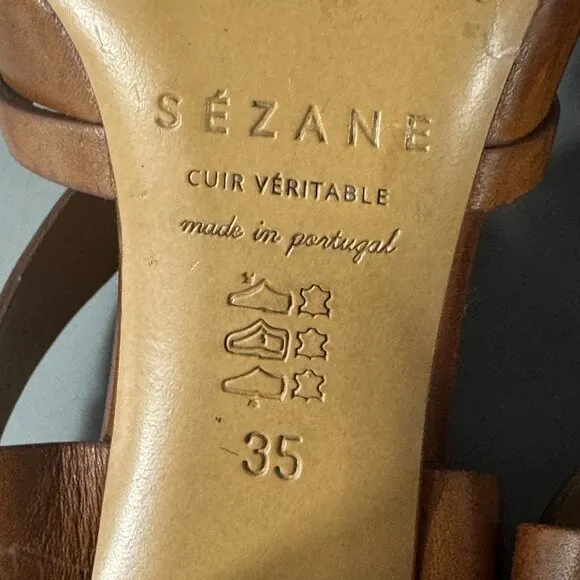 SÉZANE
CUIR VÉRITABLE
made in portugal
35